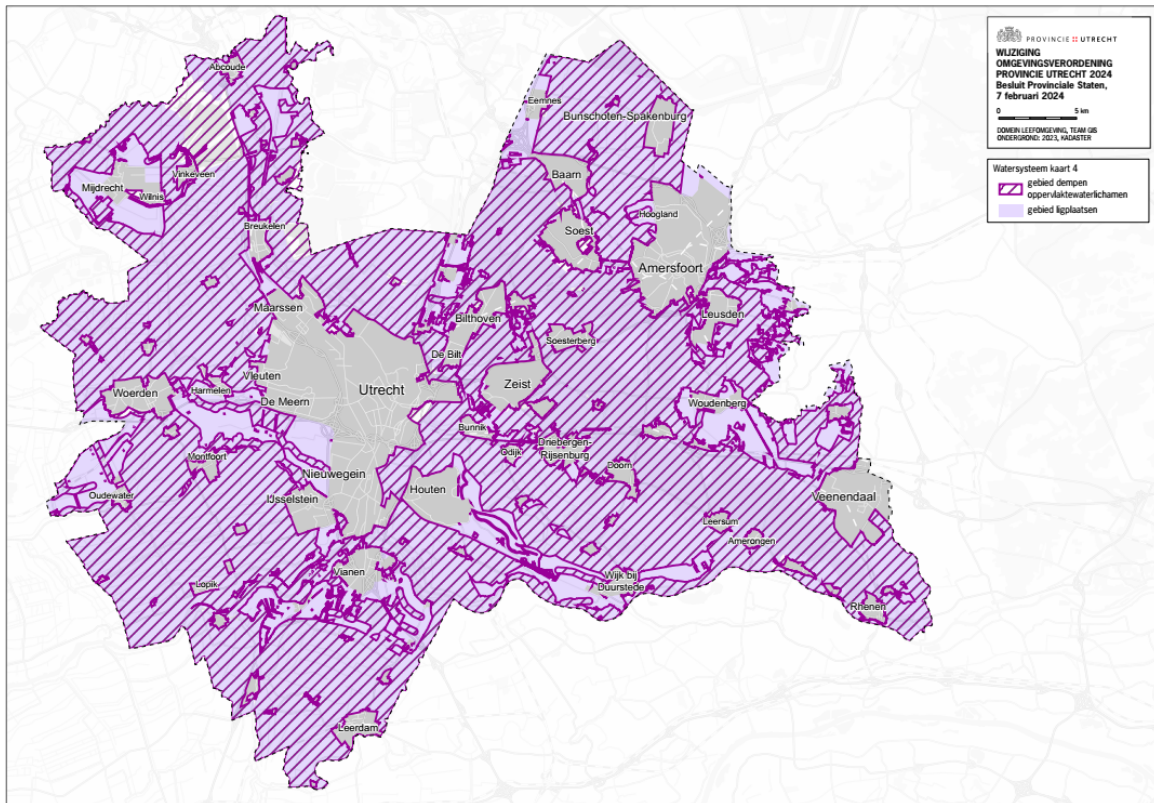 PROVINCIE UTRECHT
WIJZIGING
OMGEVINGSVERORDENING
PROVINCIE UTRECHT 2024
Besluit Provinciale Staten,
7 februari 2024
0 5 km
DOMEIN LEEFOMGEVING, TEAM GIS
ONDERGROND: 2023, KADASTER
Watersysteem kaart 4
gebied dempen
oppervlaktewaterlichamen
gebied ligplaatsen
Abcoude
Eemnes
Bunschoten-Spakenburg
Vinkeveen
Baarn
Mijdrecht
Wilnis
Hoogland
Breukelen
Soest
Amersfoort
Maarssen
Leusden
Bilthoven
Soesterberg
De Bilt
Vleuten
Zeist
Utrecht
Harmelen
Woerden
De Meern
Woudenberg
Bunnik
Driebergen-
Rijsenburg
Odijk
Montfoort
Doorn
Nieuwegein
Houten
Oudewater
IJsselstein
Veenendaal
Leersum
Amerongen
Vianen
Wijk bij
Duurstede
Lopik
Rhenen
Leerdam